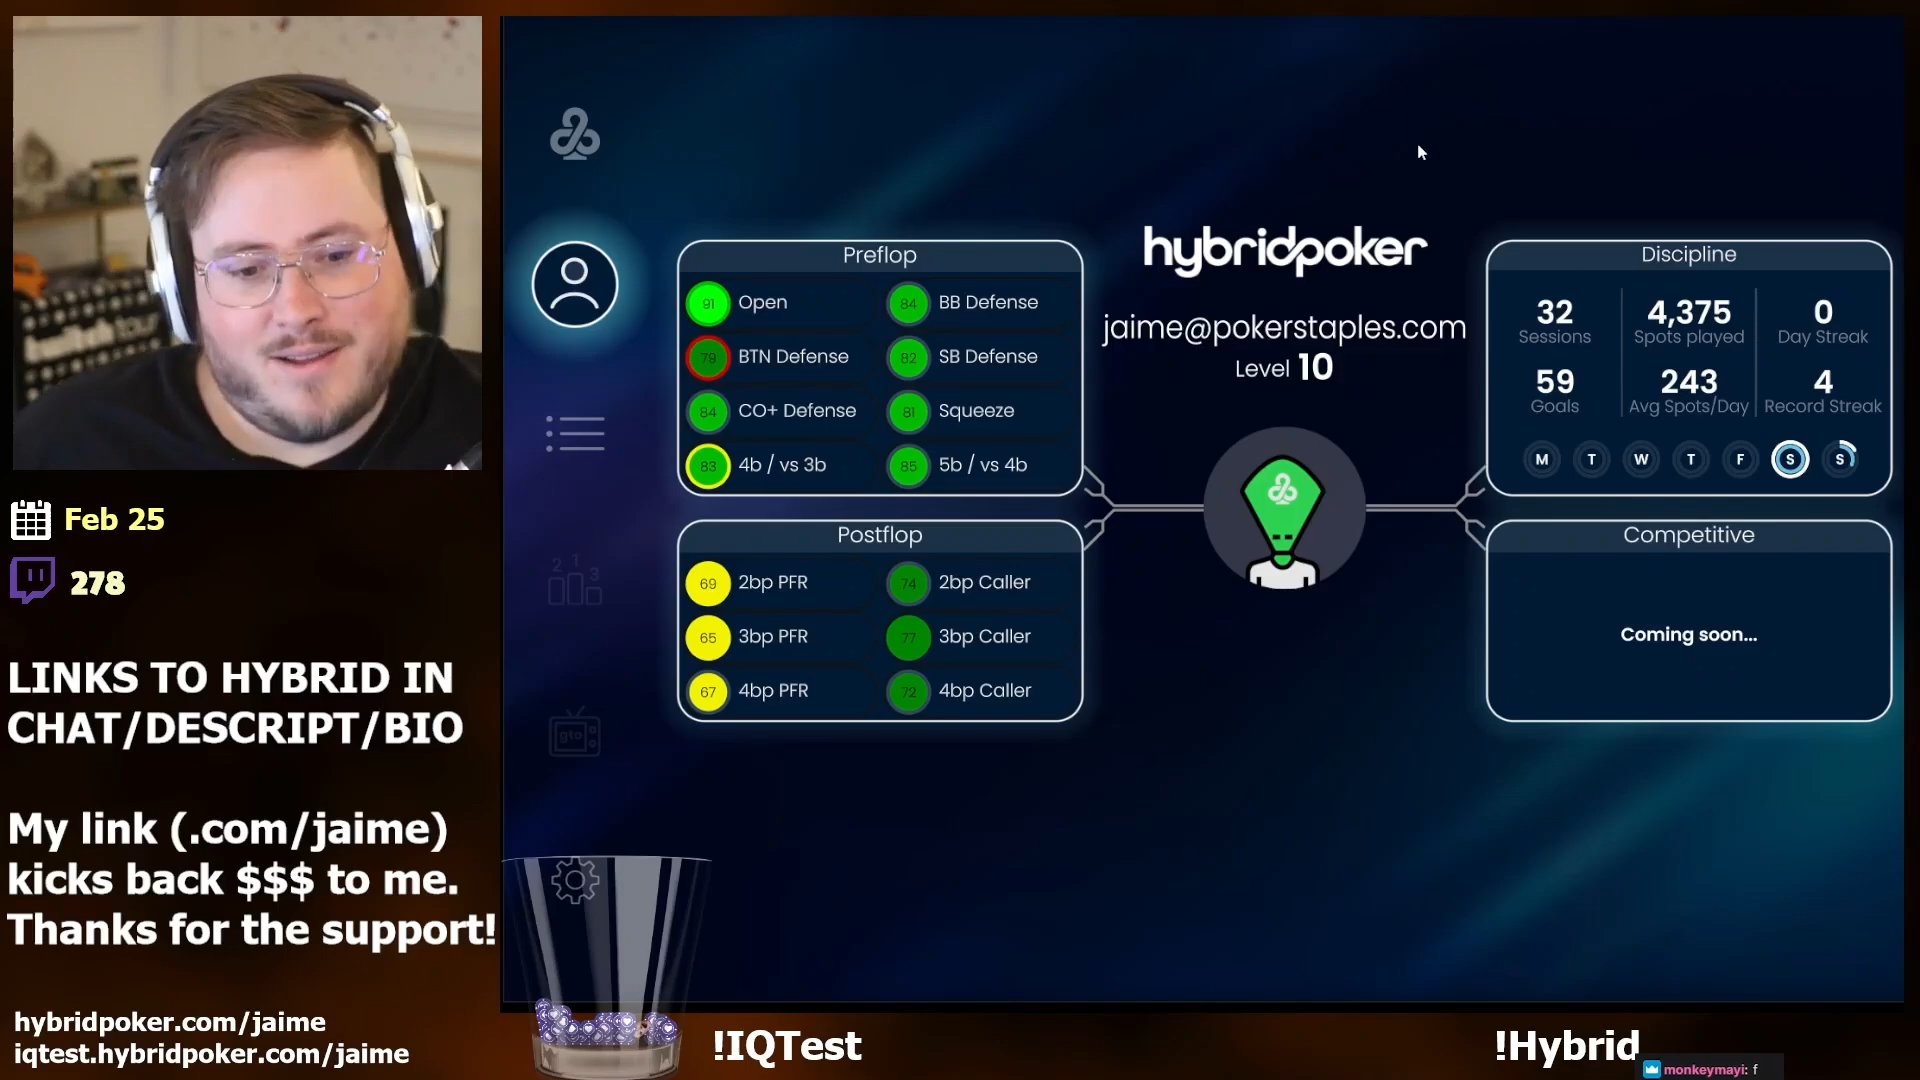 Feb 25
278
LINKS TO HYBRID IN
CHAT/DESCRIPT/BIO
My link (.com/jaime)
kicks back $$$ to me.
Thanks for the support!
hybridpoker.com/jaime
iqtest.hybridpoker.com/jaime
2 1 3
gto
Preflop
91 Open
84 BB Defense
79 BTN Defense
82 SB Defense
84 CO+ Defense
81 Squeeze
83 4b / vs 3b
85 5b / vs 4b
Postflop
69 2bp PFR
74 2bp Caller
65 3bp PFR
77 3bp Caller
67 4bp PFR
72 4bp Caller
hybridpoker
jaime@pokerstaples.com
Level 10
Discipline
32 4,375 0
Sessions Spots played Day Streak
59 243 4
Goals Avg Spots/Day Record Streak
M T W T F S S
Competitive
Coming soon...
!IQTest
!Hybrid
monkeymayi: f